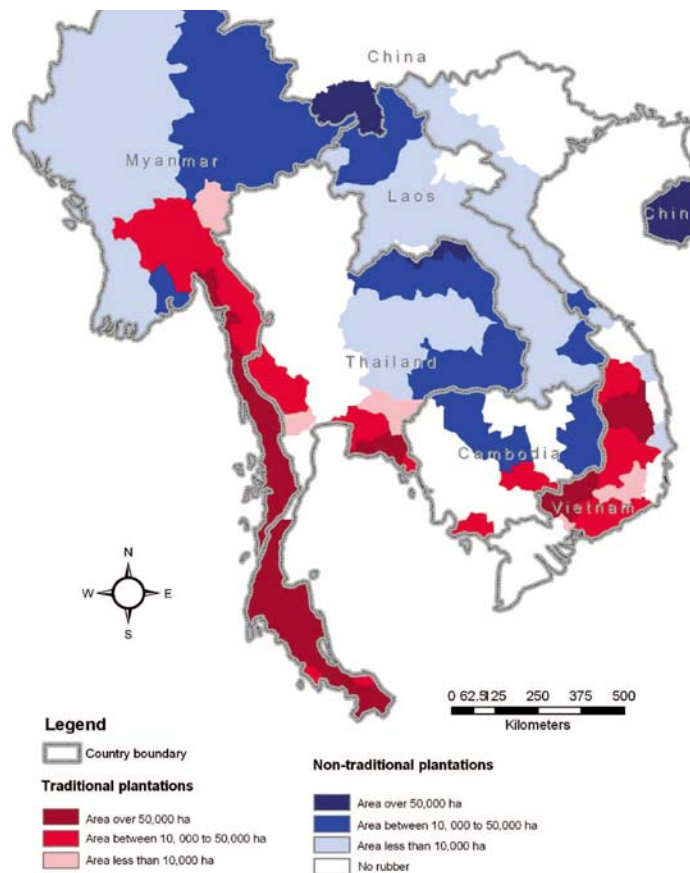 China
Myanmar
Laos
Chin
Thailand
Cambodia
Vietnam
N
W E
S
0 62.5125 250 375 500
Kilometers
Legend
Country boundary
Traditional plantations
Area over 50,000 ha
Area between 10, 000 to 50,000 ha
Area less than 10,000 ha
Non-traditional plantations
Area over 50,000 ha
Area between 10, 000 to 50,000 ha
Area less than 10,000 ha
No rubber